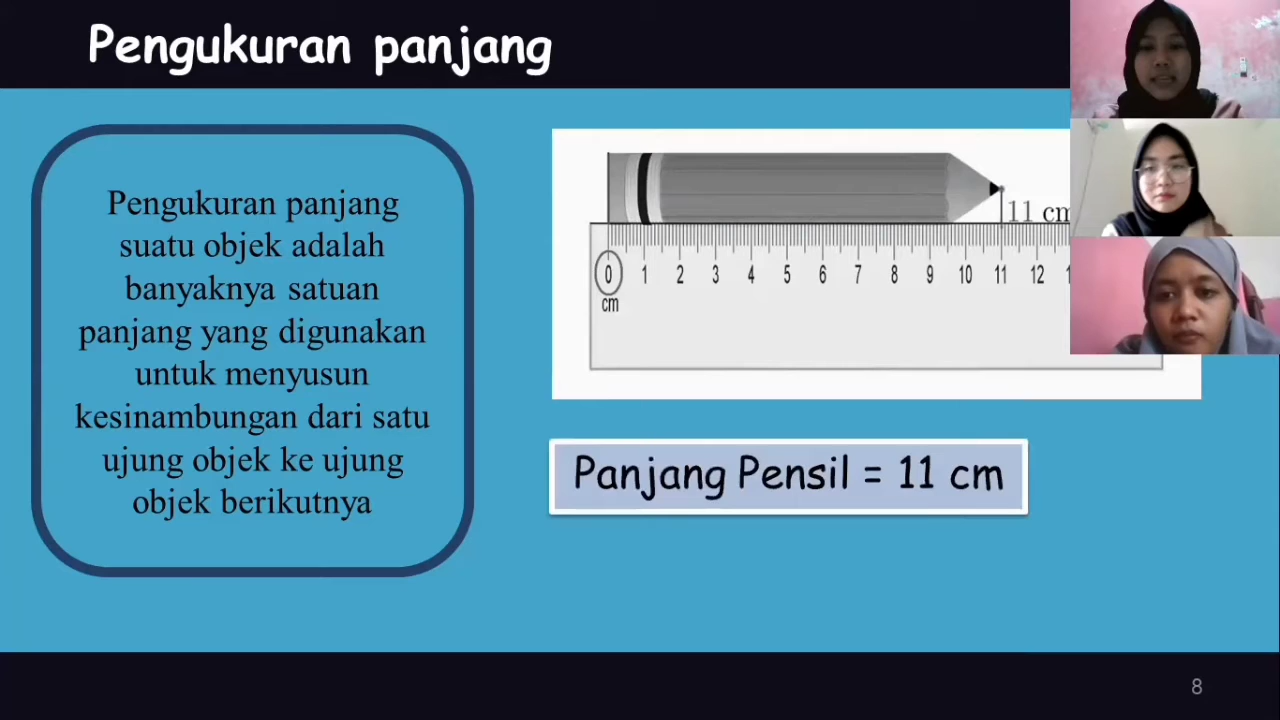 Pengukuran panjang
Pengukuran panjang
suatu objek adalah
banyaknya satuan
panjang yang digunakan
untuk menyusun
kesinambungan dari satu
ujung objek ke ujung
objek berikutnya
11 cm
0 1 2 3 4 5 6 7 8 9 10 11 12
cm
Panjang Pensil = 11 cm
8